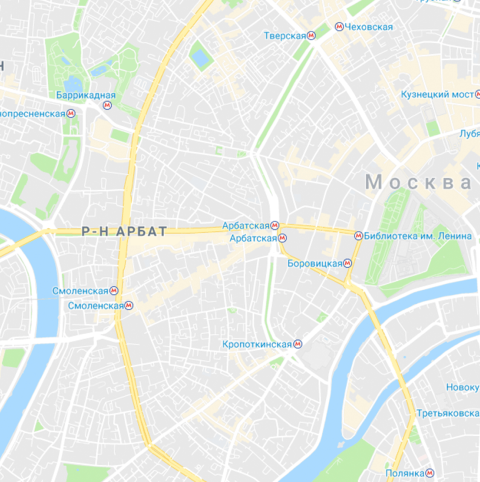 Тверская
Чеховская
Баррикадная
Кузнецкий мост
нопресненская
Лубя
Москва
Р-Н АРБАТ
Арбатская
Арбатская
Библиотека им. Ленина
Боровицкая
Смоленская
Смоленская
Кропоткинская
Новоку
Третьяковска
Полянка